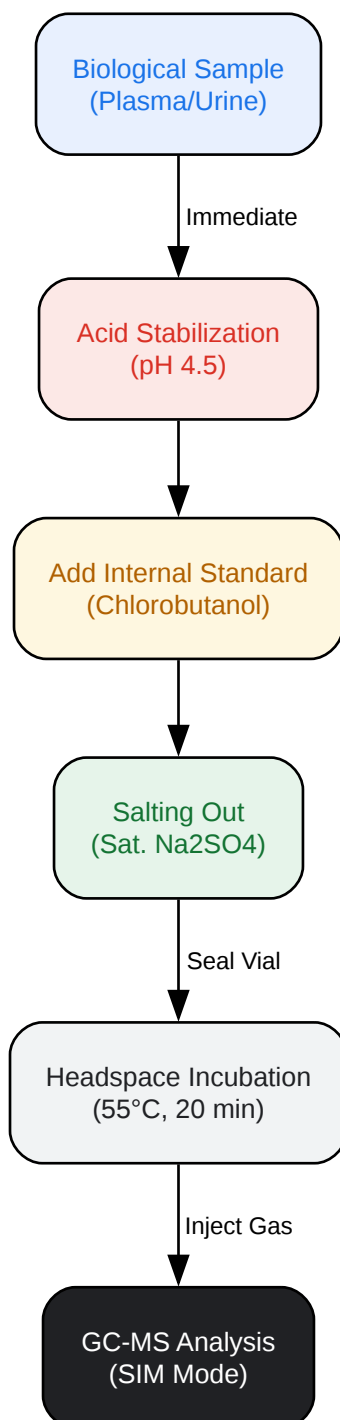 Biological Sample
(Plasma/Urine)
Immediate
Acid Stabilization
(pH 4.5)
Add Internal Standard
(Chlorobutanol)
Salting Out
(Sat. Na2SO4)
Seal Vial
Headspace Incubation
(55°C, 20 min)
Inject Gas
GC-MS Analysis
(SIM Mode)